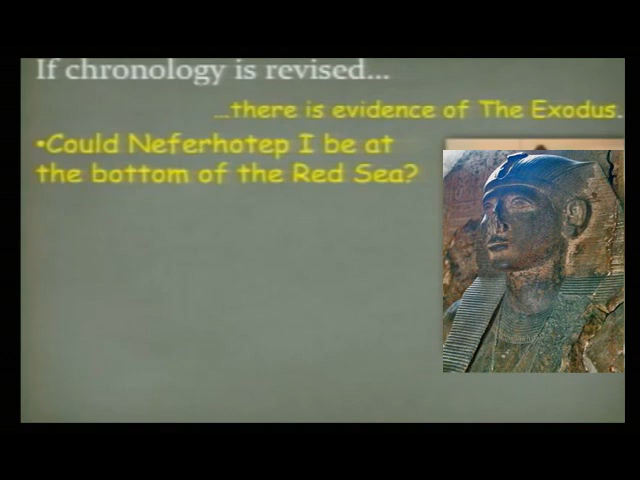 If chronology is revised...
...there is evidence of The Exodus.
•Could Neferhotep I be at
the bottom of the Red Sea?